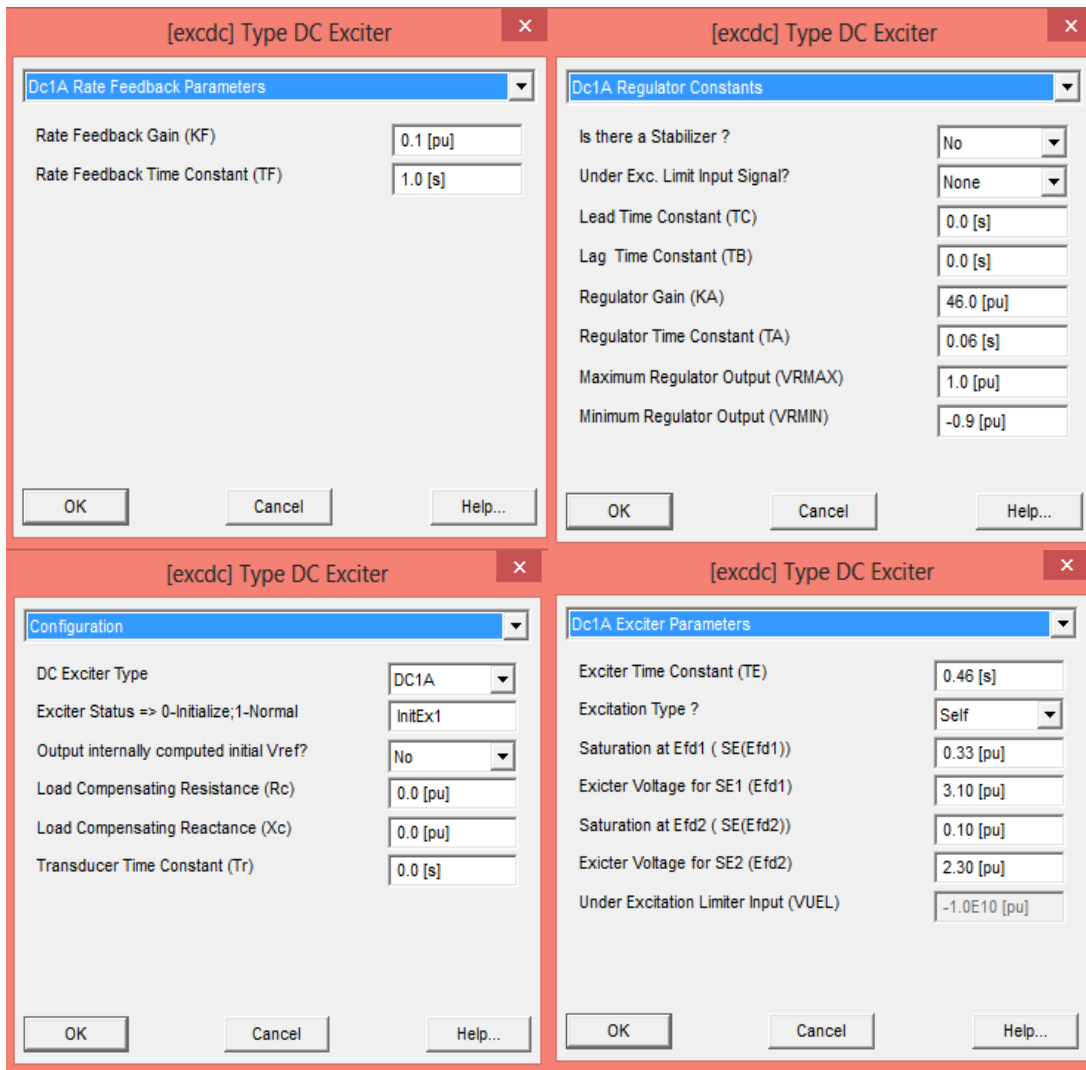 [excdc] Type DC Exciter ×
Dc1A Rate Feedback Parameters
Rate Feedback Gain (KF) 0.1 [pu]
Rate Feedback Time Constant (TF) 1.0 [s]
OK Cancel Help...
[excdc] Type DC Exciter ×
Dc1A Regulator Constants
Is there a Stabilizer ? No
Under Exc. Limit Input Signal? None
Lead Time Constant (TC) 0.0 [s]
Lag Time Constant (TB) 0.0 [s]
Regulator Gain (KA) 46.0 [pu]
Regulator Time Constant (TA) 0.06 [s]
Maximum Regulator Output (VRMAX) 1.0 [pu]
Minimum Regulator Output (VRMIN) -0.9 [pu]
OK Cancel Help...
[excdc] Type DC Exciter ×
Configuration
DC Exciter Type DC1A
Exciter Status => 0-Initialize;1-Normal InitEx1
Output internally computed initial Vref? No
Load Compensating Resistance (Rc) 0.0 [pu]
Load Compensating Reactance (Xc) 0.0 [pu]
Transducer Time Constant (Tr) 0.0 [s]
OK Cancel Help...
[excdc] Type DC Exciter ×
Dc1A Exciter Parameters
Exciter Time Constant (TE) 0.46 [s]
Excitation Type ? Self
Saturation at Efd1 ( SE(Efd1)) 0.33 [pu]
Exicter Voltage for SE1 (Efd1) 3.10 [pu]
Saturation at Efd2 ( SE(Efd2)) 0.10 [pu]
Exicter Voltage for SE2 (Efd2) 2.30 [pu]
Under Excitation Limiter Input (VUEL) -1.0E10 [pu]
OK Cancel Help...